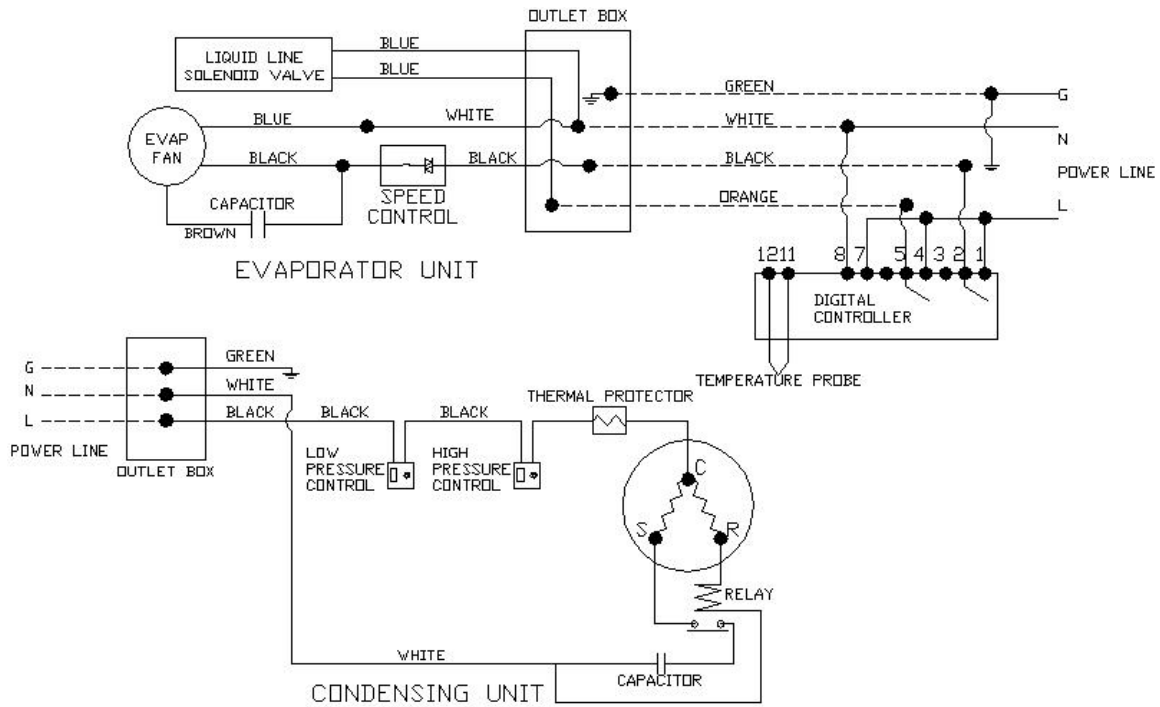 OUTLET BOX
LIQUID LINE
SOLENOID VALVE
BLUE
BLUE
GREEN
G
EVAP
FAN
BLUE
WHITE
WHITE
N
BLACK
BLACK
BLACK
POWER LINE
SPEED
CONTROL
CAPACITOR
BROWN
ORANGE
L
EVAPORATOR UNIT
1211 8 7 5 4 3 2 1
DIGITAL
CONTROLLER
TEMPERATURE PROBE
G
GREEN
N
WHITE
L
BLACK
BLACK
BLACK
THERMAL PROTECTOR
POWER LINE
OUTLET BOX
LOW
PRESSURE
CONTROL
HIGH
PRESSURE
CONTROL
C
S
R
RELAY
WHITE
CAPACITOR
CONDENSING UNIT